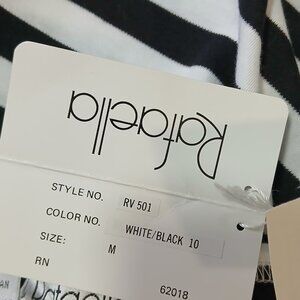 Rafaella
STYLE NO. RV 501
COLOR NO. WHITE/BLACK 10
SIZE: M
RN 62018